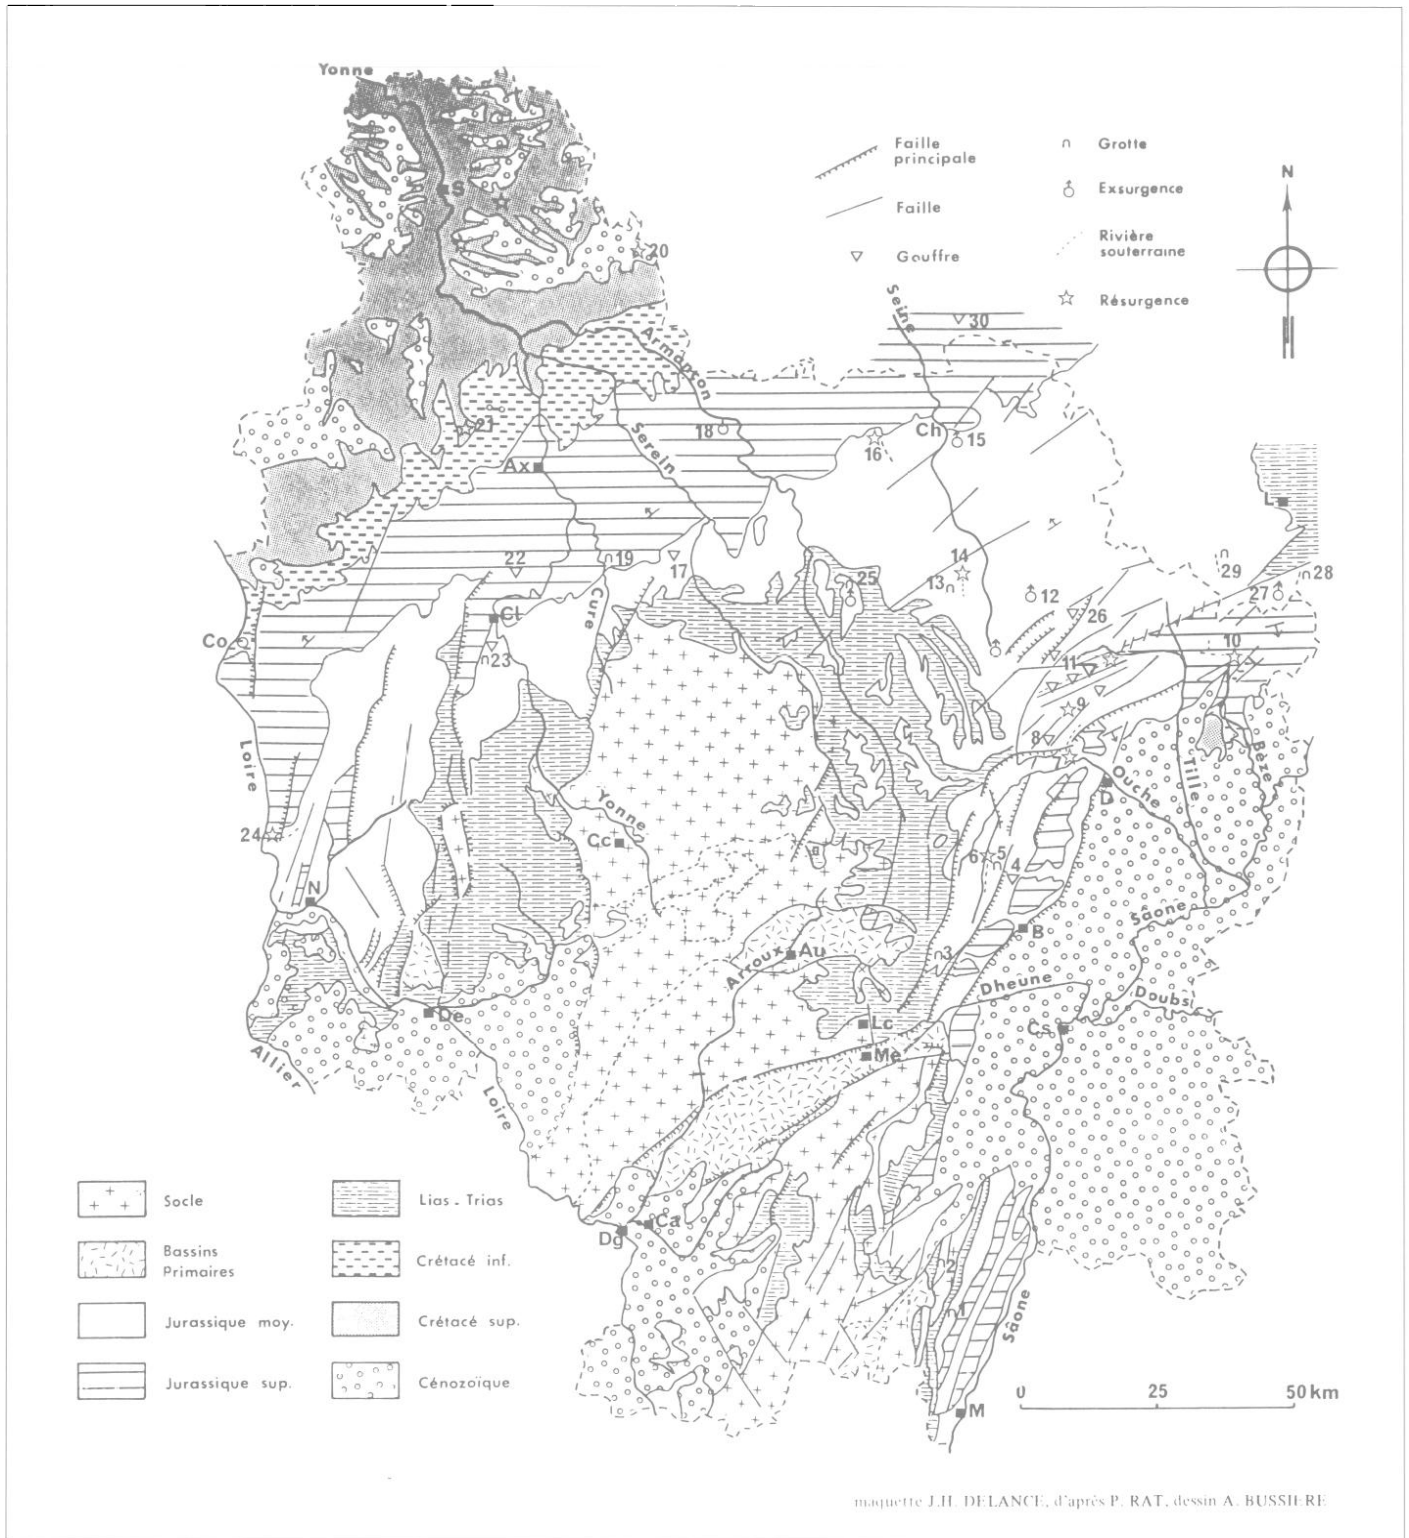 Yonne
Faille
principale
Grotte
N
S
Exsurgence
Faille
Rivière
souterraine
20
Gouffre
Seine
Résurgence
30
Armançon
21
18
Serein
Ch
15
16
Ax
L
22
19
17
14
25
13
29
28
12
27
Cl
Cure
26
Co
23
10
11
9
Loire
8
Ouche
Tille
Bèze
D
Yonne
24
Cc
6
5
4
N
Saône
B
Arroux
Au
3
Dheune
Doubs
De
Lc
Cs
Me
Allier
Loire
Socle
Lias - Trias
Ca
Dg
Bassins
Primaires
Crétacé inf.
2
1
Saône
Jurassique moy.
Crétacé sup.
Jurassique sup.
Cénozoïque
0 25 50 km
M
maquette J.H. DELANCE, d'après P. RAT, dessin A. BUSSIERE